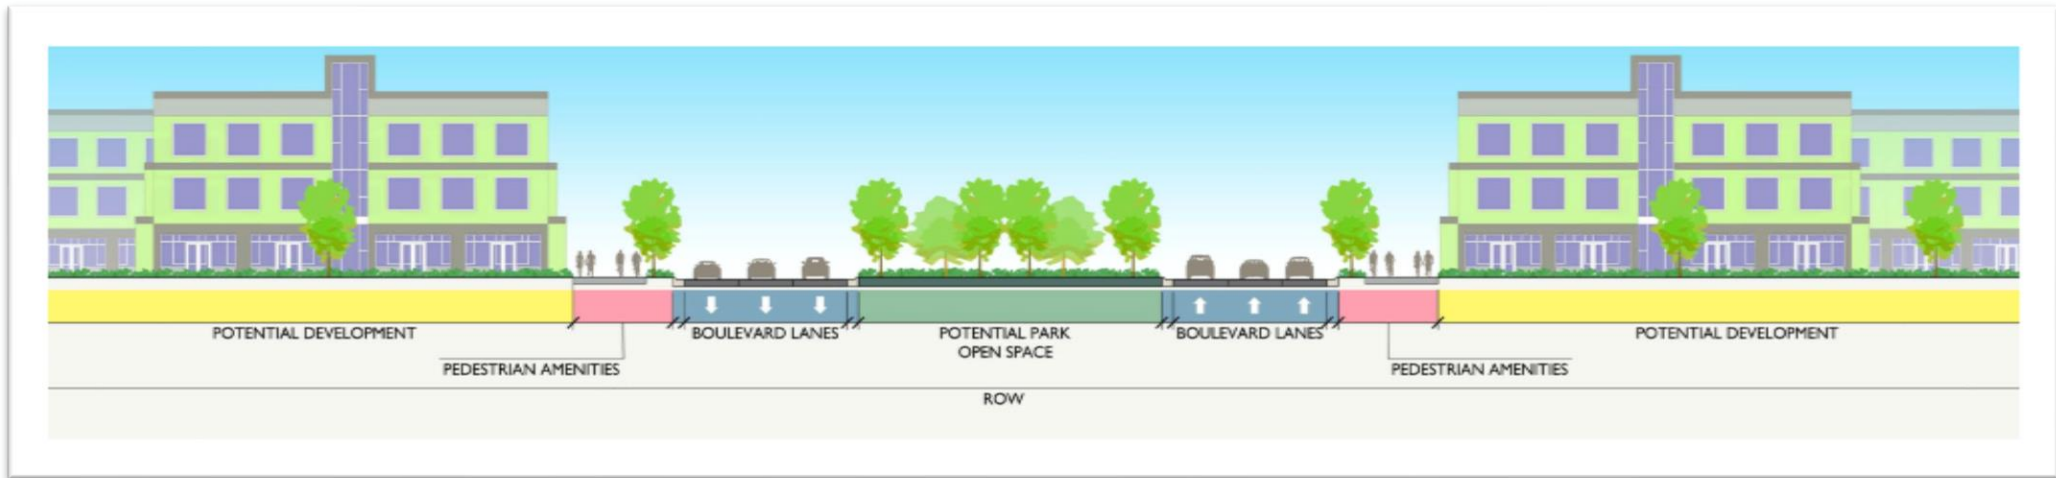 POTENTIAL DEVELOPMENT
BOULEVARD LANES
POTENTIAL PARK
OPEN SPACE
BOULEVARD LANES
POTENTIAL DEVELOPMENT
PEDESTRIAN AMENITIES
PEDESTRIAN AMENITIES
ROW